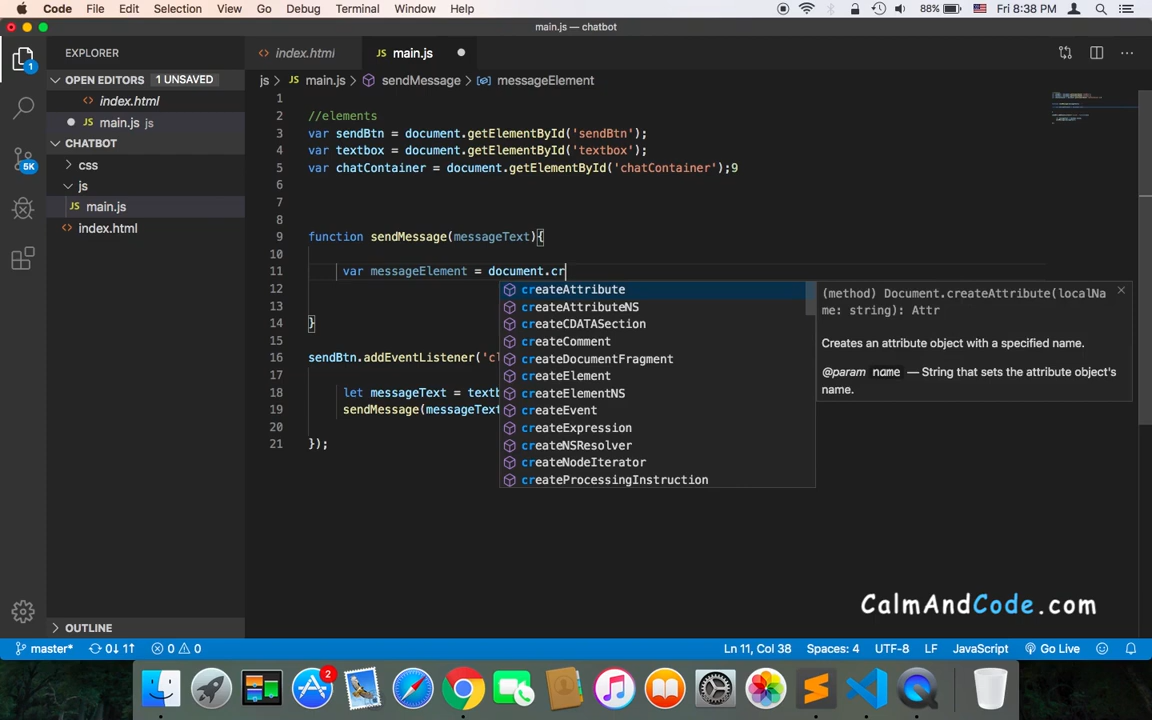 Code File Edit Selection View Go Debug Terminal Window Help 88% Fri 8:38 PM
main.js — chatbot
EXPLORER
index.html
main.js
OPEN EDITORS 1 UNSAVED
index.html
main.js js
CHATBOT
css
js
JS main.js
index.html
1
5K
js > JS main.js > sendMessage > messageElement
1
2 //elements
3 var sendBtn = document.getElementById('sendBtn');
4 var textbox = document.getElementById('textbox');
5 var chatContainer = document.getElementById('chatContainer');9
6
7
8
9 function sendMessage(messageText){
10
11 var messageElement = document.cr
12
13
14 }
15
16 sendBtn.addEventListener('cl
17
18 let messageText = textb
19 sendMessage(messageText
20
21 });
createAttribute
createAttributeNS
createCDATASection
createComment
createDocumentFragment
createElement
createElementNS
createEvent
createExpression
createNSResolver
createNodeIterator
createProcessingInstruction
(method) Document.createAttribute(localNa
me: string): Attr
Creates an attribute object with a specified name.
@param name — String that sets the attribute object's
name.
CalmAndCode.com
OUTLINE
master* 0↓ 1↑ 0 0 Ln 11, Col 38 Spaces: 4 UTF-8 LF JavaScript Go Live
2